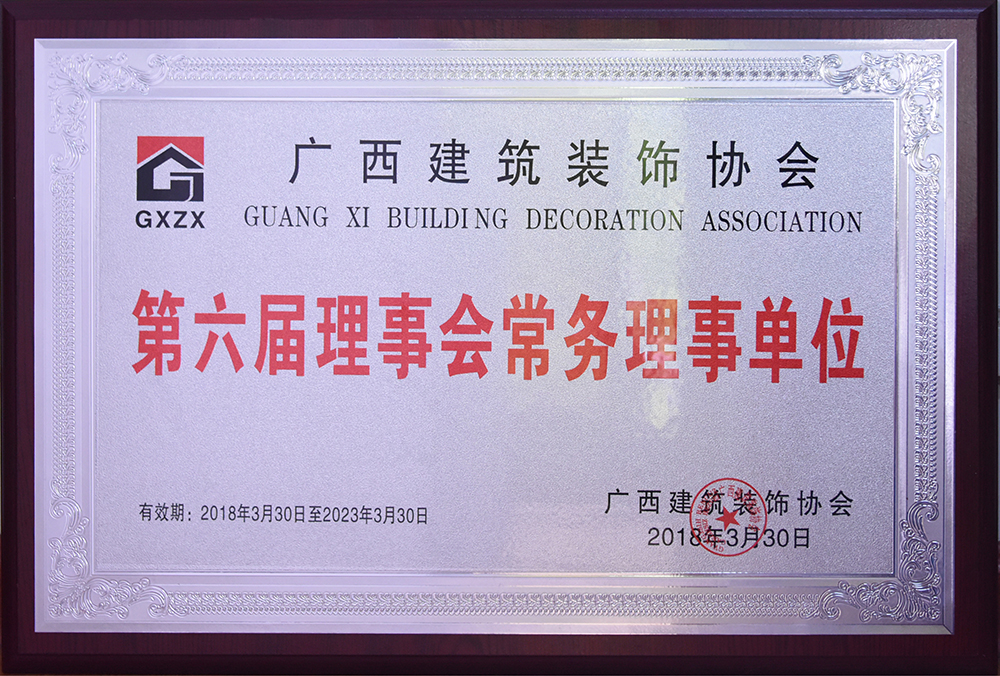 广西建筑装饰协会
GXZX
GUANG XI BUILDING DECORATION ASSOCIATION
第六届理事会常务理事单位
有效期：2018年3月30日至2023年3月30日
广西建筑装饰协会
2018年3月30日